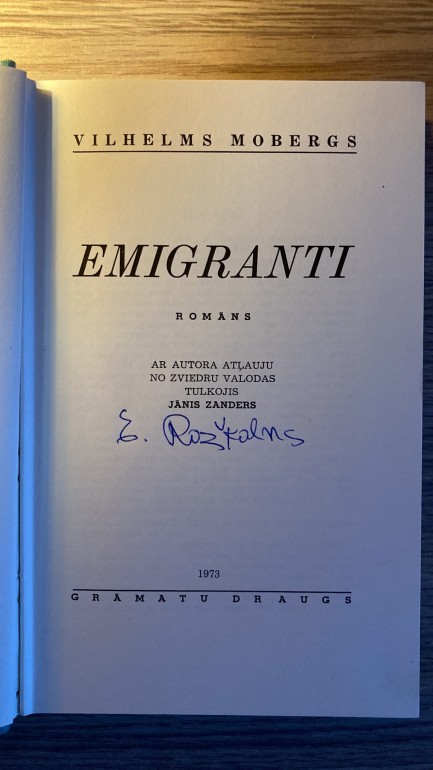 VILHELMS MOBERGS
EMIGRANTI
ROMĀNS
AR AUTORA ATĻAUJU
NO ZVIEDRU VALODAS
TULKOJIS
JĀNIS ZANDERS
E. Rozkalns
1973
GRĀMATU DRAUGS